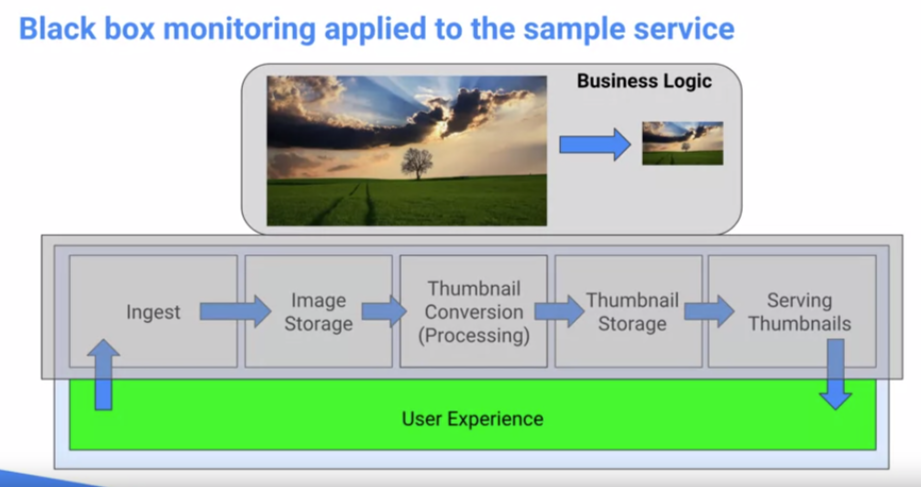 Black box monitoring applied to the sample service
Business Logic
Ingest
Image
Storage
Thumbnail
Conversion
(Processing)
Thumbnail
Storage
Serving
Thumbnails
User Experience